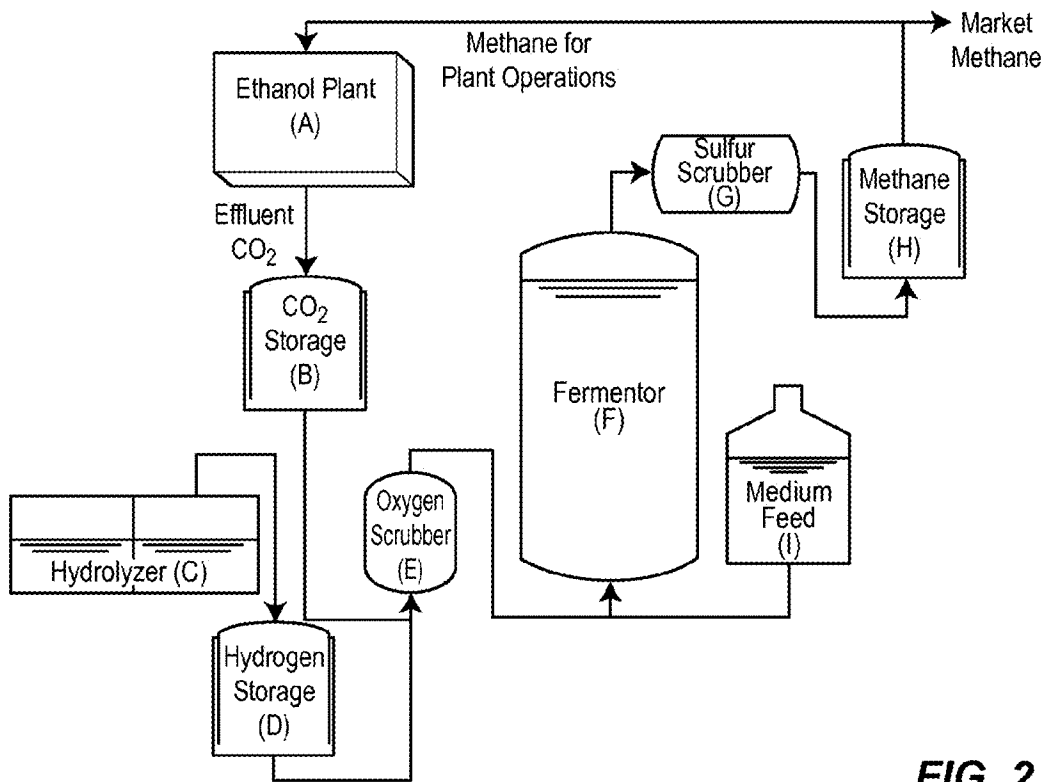 Market
Methane
Methane for
Plant Operations
Ethanol Plant
(A)
Sulfur
Scrubber
(G)
Methane
Storage
(H)
Effluent
CO₂
CO₂
Storage
(B)
Fermentor
(F)
Oxygen
Scrubber
(E)
Medium
Feed
(I)
Hydrolyzer (C)
Hydrogen
Storage
(D)
FIG. 2